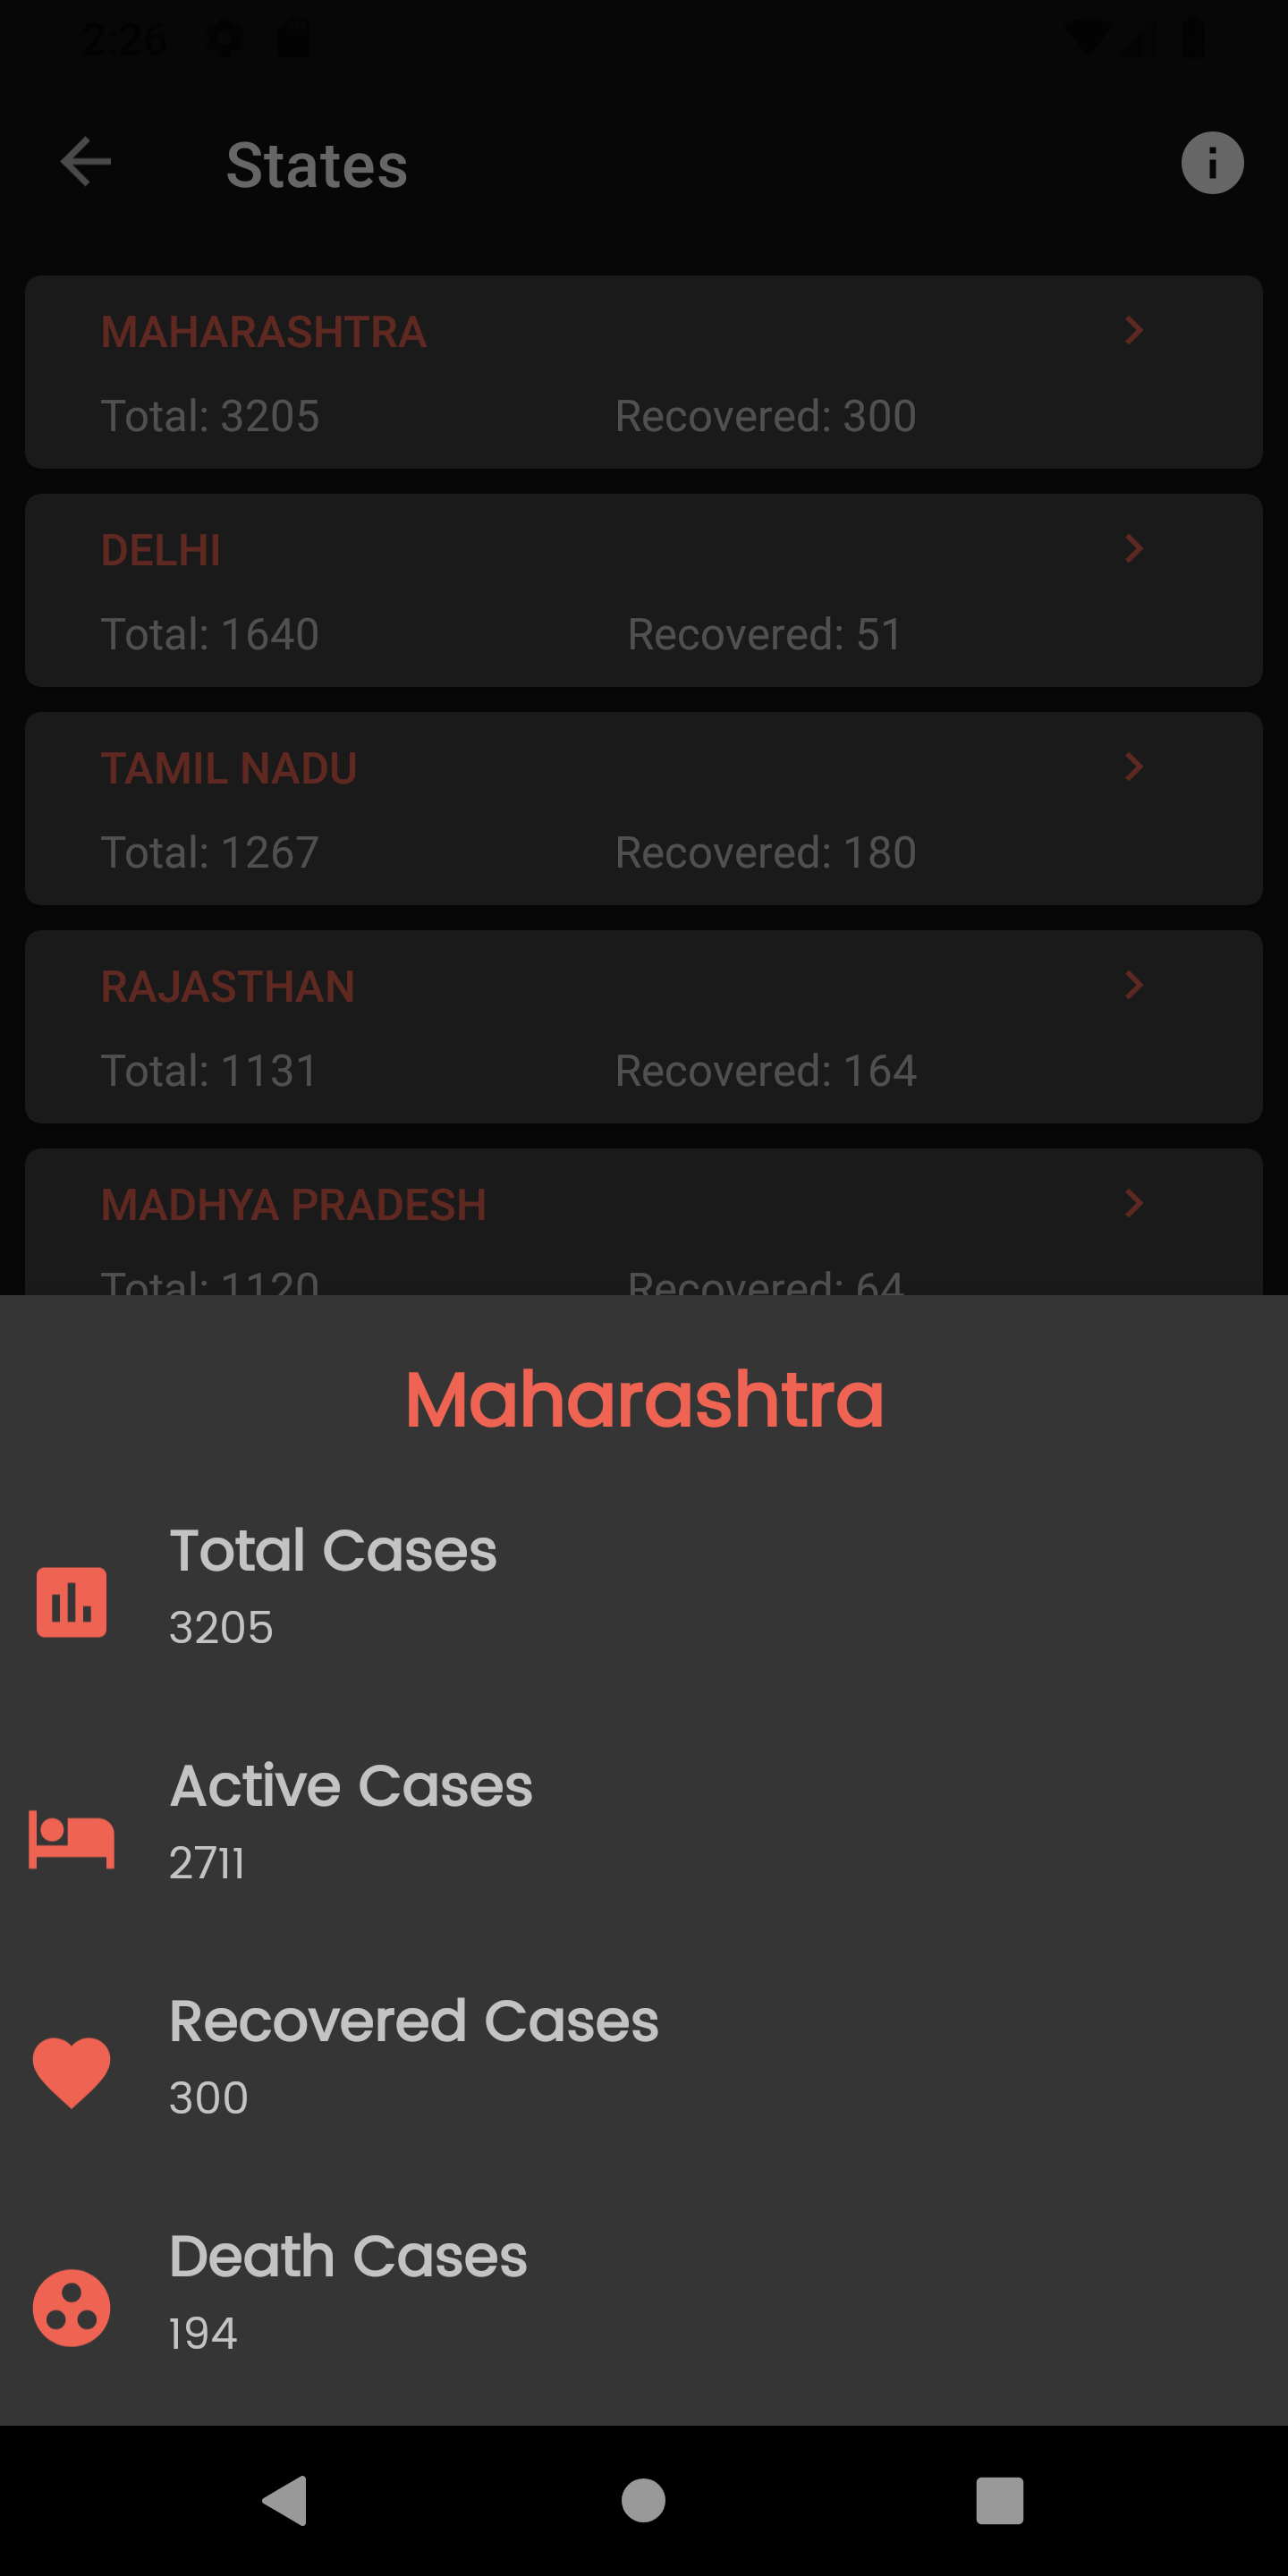 2:26
States
MAHARASHTRA
Total: 3205 Recovered: 300
DELHI
Total: 1640 Recovered: 51
TAMIL NADU
Total: 1267 Recovered: 180
RAJASTHAN
Total: 1131 Recovered: 164
MADHYA PRADESH
Total: 1120 Recovered: 64
Maharashtra
Total Cases
3205
Active Cases
2711
Recovered Cases
300
Death Cases
194